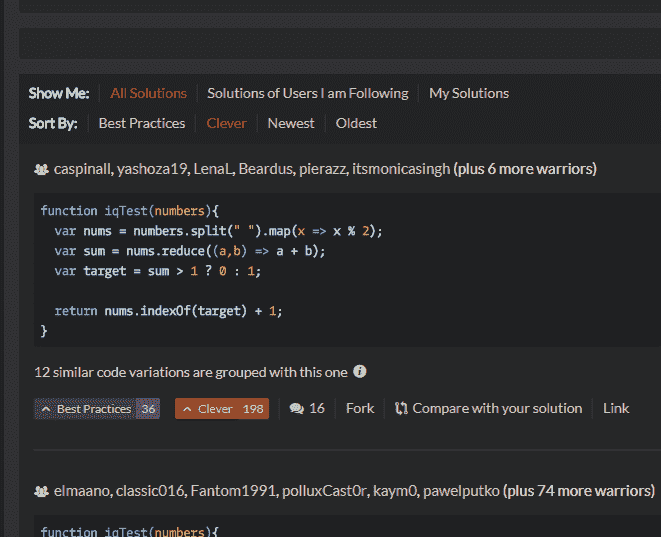 Show Me: All Solutions Solutions of Users I am Following My Solutions
Sort By: Best Practices Clever Newest Oldest
caspinall, yashoza19, LenaL, Beardus, pierazz, itsmonicasingh (plus 6 more warriors)
function iqTest(numbers){
  var nums = numbers.split(" ").map(x => x % 2);
  var sum = nums.reduce((a,b) => a + b);
  var target = sum > 1 ? 0 : 1;
  return nums.indexOf(target) + 1;
}
12 similar code variations are grouped with this one
Best Practices 36 Clever 198 16 Fork Compare with your solution Link
elmaano, classic016, Fantom1991, polluxCast0r, kaym0, pawelputko (plus 74 more warriors)
function iqTest(numbers){